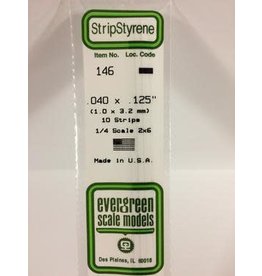 StripStyrene
Item No. Loc. Code
146
.040 x .125"
(1.0 x 3.2 mm)
10 Strips
1/4 Scale 2x6
Made in U.S.A.
evergreen
scale models
Des Plaines, IL 60018